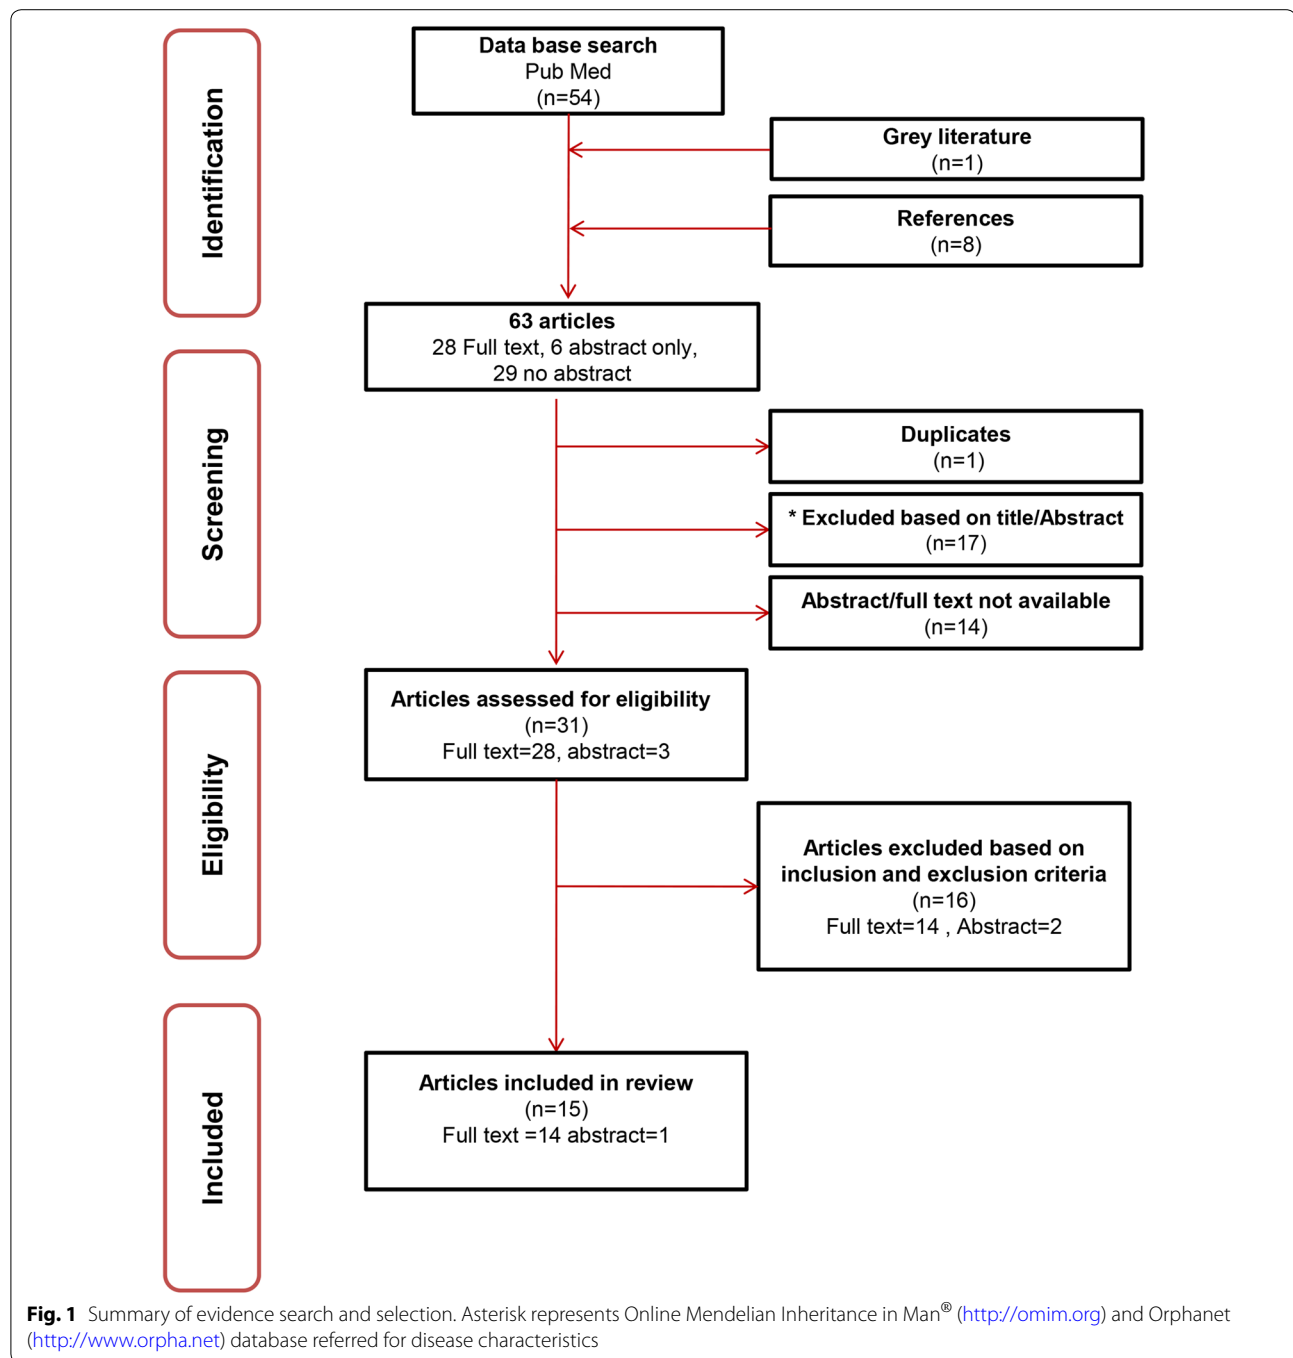 Identification
Data base search
Pub Med
(n=54)
Grey literature
(n=1)
References
(n=8)
63 articles
28 Full text, 6 abstract only,
29 no abstract
Screening
Duplicates
(n=1)
* Excluded based on title/Abstract
(n=17)
Abstract/full text not available
(n=14)
Eligibility
Articles assessed for eligibility
(n=31)
Full text=28, abstract=3
Articles excluded based on
inclusion and exclusion criteria
(n=16)
Full text=14 , Abstract=2
Included
Articles included in review
(n=15)
Full text =14 abstract=1
Fig. 1 Summary of evidence search and selection. Asterisk represents Online Mendelian Inheritance in Man® (http://omim.org) and Orphanet
(http://www.orpha.net) database referred for disease characteristics